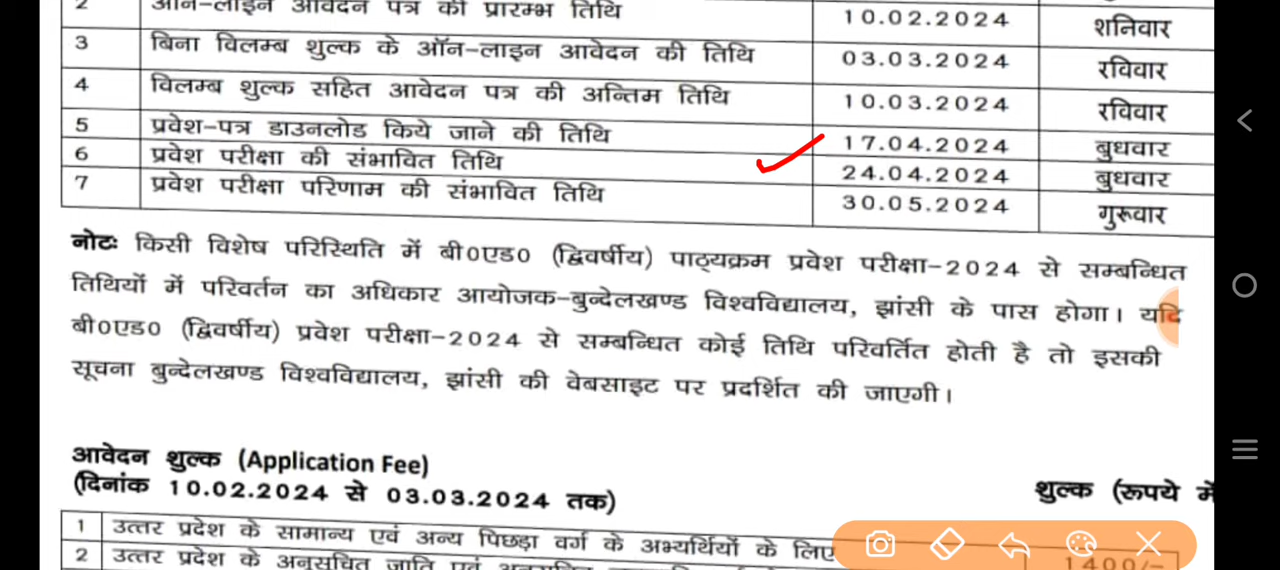 2 ऑन-लाइन आवेदन पत्र की प्रारम्भ तिथि 10.02.2024 शनिवार
3 बिना विलम्ब शुल्क के ऑन-लाइन आवेदन की तिथि 03.03.2024 रविवार
4 विलम्ब शुल्क सहित आवेदन पत्र की अन्तिम तिथि 10.03.2024 रविवार
5 प्रवेश-पत्र डाउनलोड किये जाने की तिथि 17.04.2024 बुधवार
6 प्रवेश परीक्षा की संभावित तिथि 24.04.2024 बुधवार
7 प्रवेश परीक्षा परिणाम की संभावित तिथि 30.05.2024 गुरूवार
नोटः किसी विशेष परिस्थिति में बी०एड० (द्विवर्षीय) पाठ्यक्रम प्रवेश परीक्षा-2024 से सम्बन्धित
तिथियों में परिवर्तन का अधिकार आयोजक-बुन्देलखण्ड विश्वविद्यालय, झांसी के पास होगा। यदि
बी०एड० (द्विवर्षीय) प्रवेश परीक्षा-2024 से सम्बन्धित कोई तिथि परिवर्तित होती है तो इसकी
सूचना बुन्देलखण्ड विश्वविद्यालय, झांसी की वेबसाइट पर प्रदर्शित की जाएगी।
आवेदन शुल्क (Application Fee)
(दिनांक 10.02.2024 से 03.03.2024 तक) शुल्क (रूपये में
1 उत्तर प्रदेश के सामान्य एवं अन्य पिछड़ा वर्ग के अभ्यर्थियों के लिए 1400/-
2 उत्तर प्रदेश के अनुसूचित जाति एवं